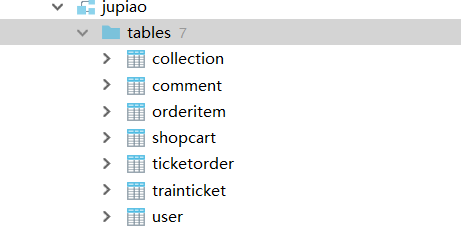 jupiao
tables 7
collection
comment
orderitem
shopcart
ticketorder
trainticket
user